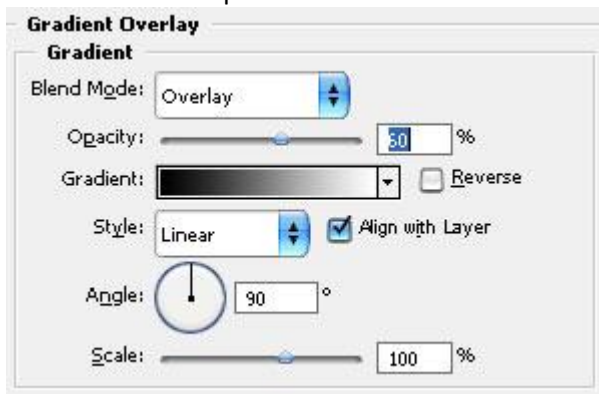 Gradient Overlay
Gradient
Blend Mode: Overlay
Opacity: 60 %
Gradient: Reverse
Style: Linear Align with Layer
Angle: 90 °
Scale: 100 %